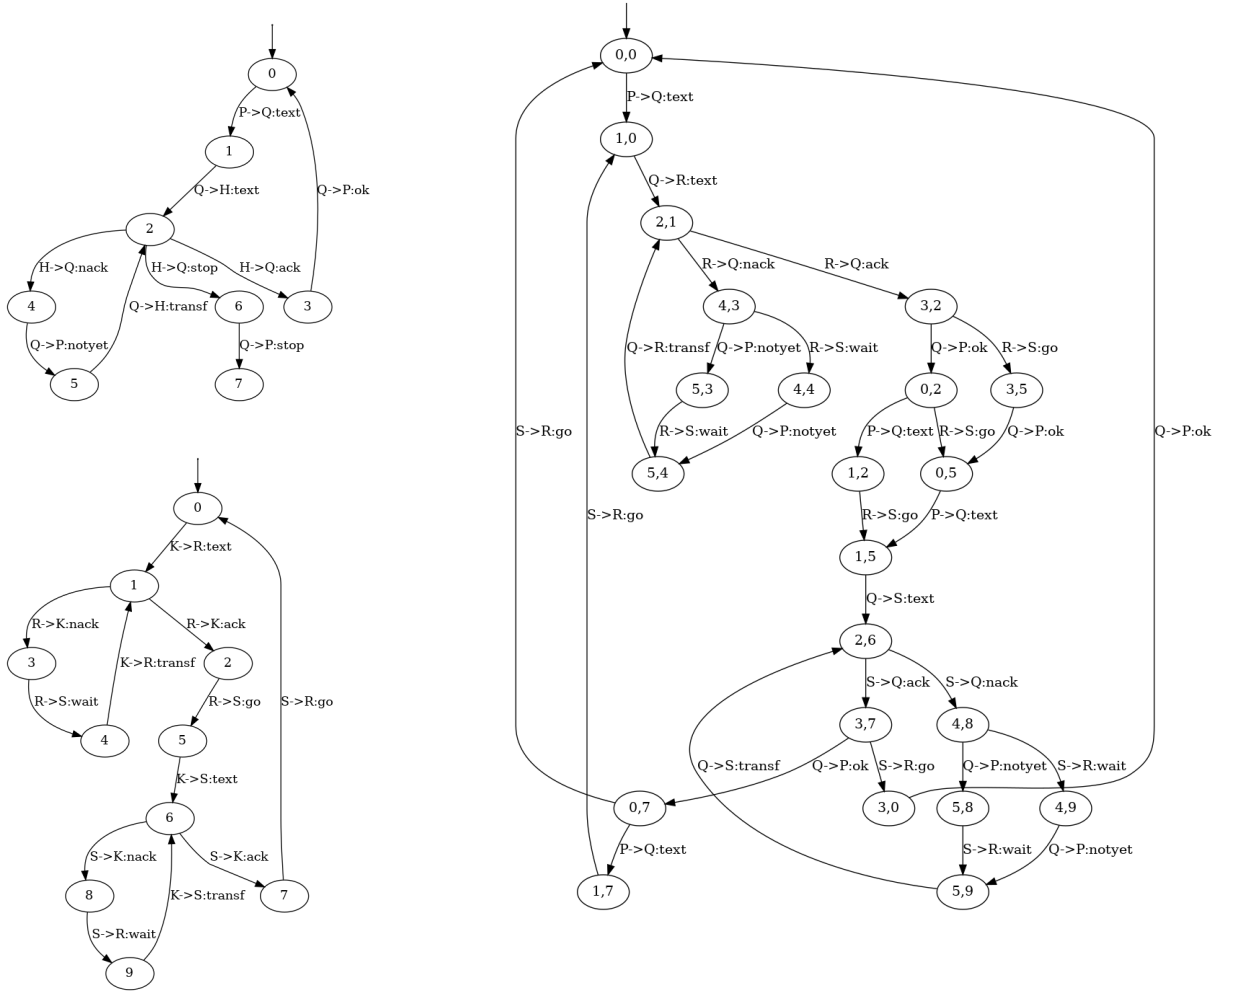 0
P->Q:text
1
Q->H:text
Q->P:ok
2
H->Q:nack
H->Q:stop
H->Q:ack
4
Q->H:transf
6
3
Q->P:notyet
Q->P:stop
5
7
0
K->R:text
1
R->K:nack
R->K:ack
3
K->R:transf
2
R->S:wait
R->S:go
S->R:go
4
5
K->S:text
6
S->K:nack
S->K:ack
8
K->S:transf
7
S->R:wait
9
0,0
P->Q:text
1,0
Q->R:text
2,1
R->Q:nack
R->Q:ack
4,3
3,2
Q->R:transf
Q->P:notyet
R->S:wait
Q->P:ok
R->S:go
5,3
4,4
0,2
3,5
S->R:go
R->S:wait
Q->P:notyet
P->Q:text
R->S:go
Q->P:ok
Q->P:ok
5,4
1,2
0,5
S->R:go
R->S:go
P->Q:text
1,5
Q->S:text
2,6
S->Q:ack
S->Q:nack
3,7
4,8
Q->S:transf
Q->P:ok
S->R:go
Q->P:notyet
S->R:wait
0,7
3,0
5,8
4,9
P->Q:text
S->R:wait
Q->P:notyet
1,7
5,9